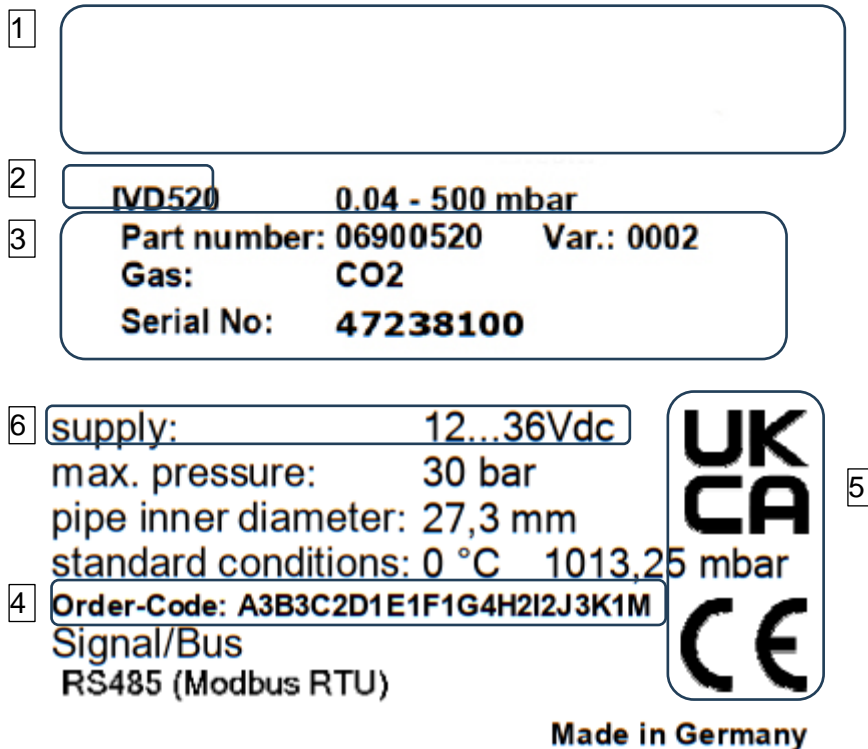 1
2
IVD520 0.04 - 500 mbar
3
Part number: 06900520 Var.: 0002
Gas: CO2
Serial No: 47238100
6
supply: 12...36Vdc
max. pressure: 30 bar
pipe inner diameter: 27,3 mm
standard conditions: 0 °C 1013,25 mbar
4
Order-Code: A3B3C2D1E1F1G4H2I2J3K1M
Signal/Bus
RS485 (Modbus RTU)
UK
CA
5
CE
Made in Germany